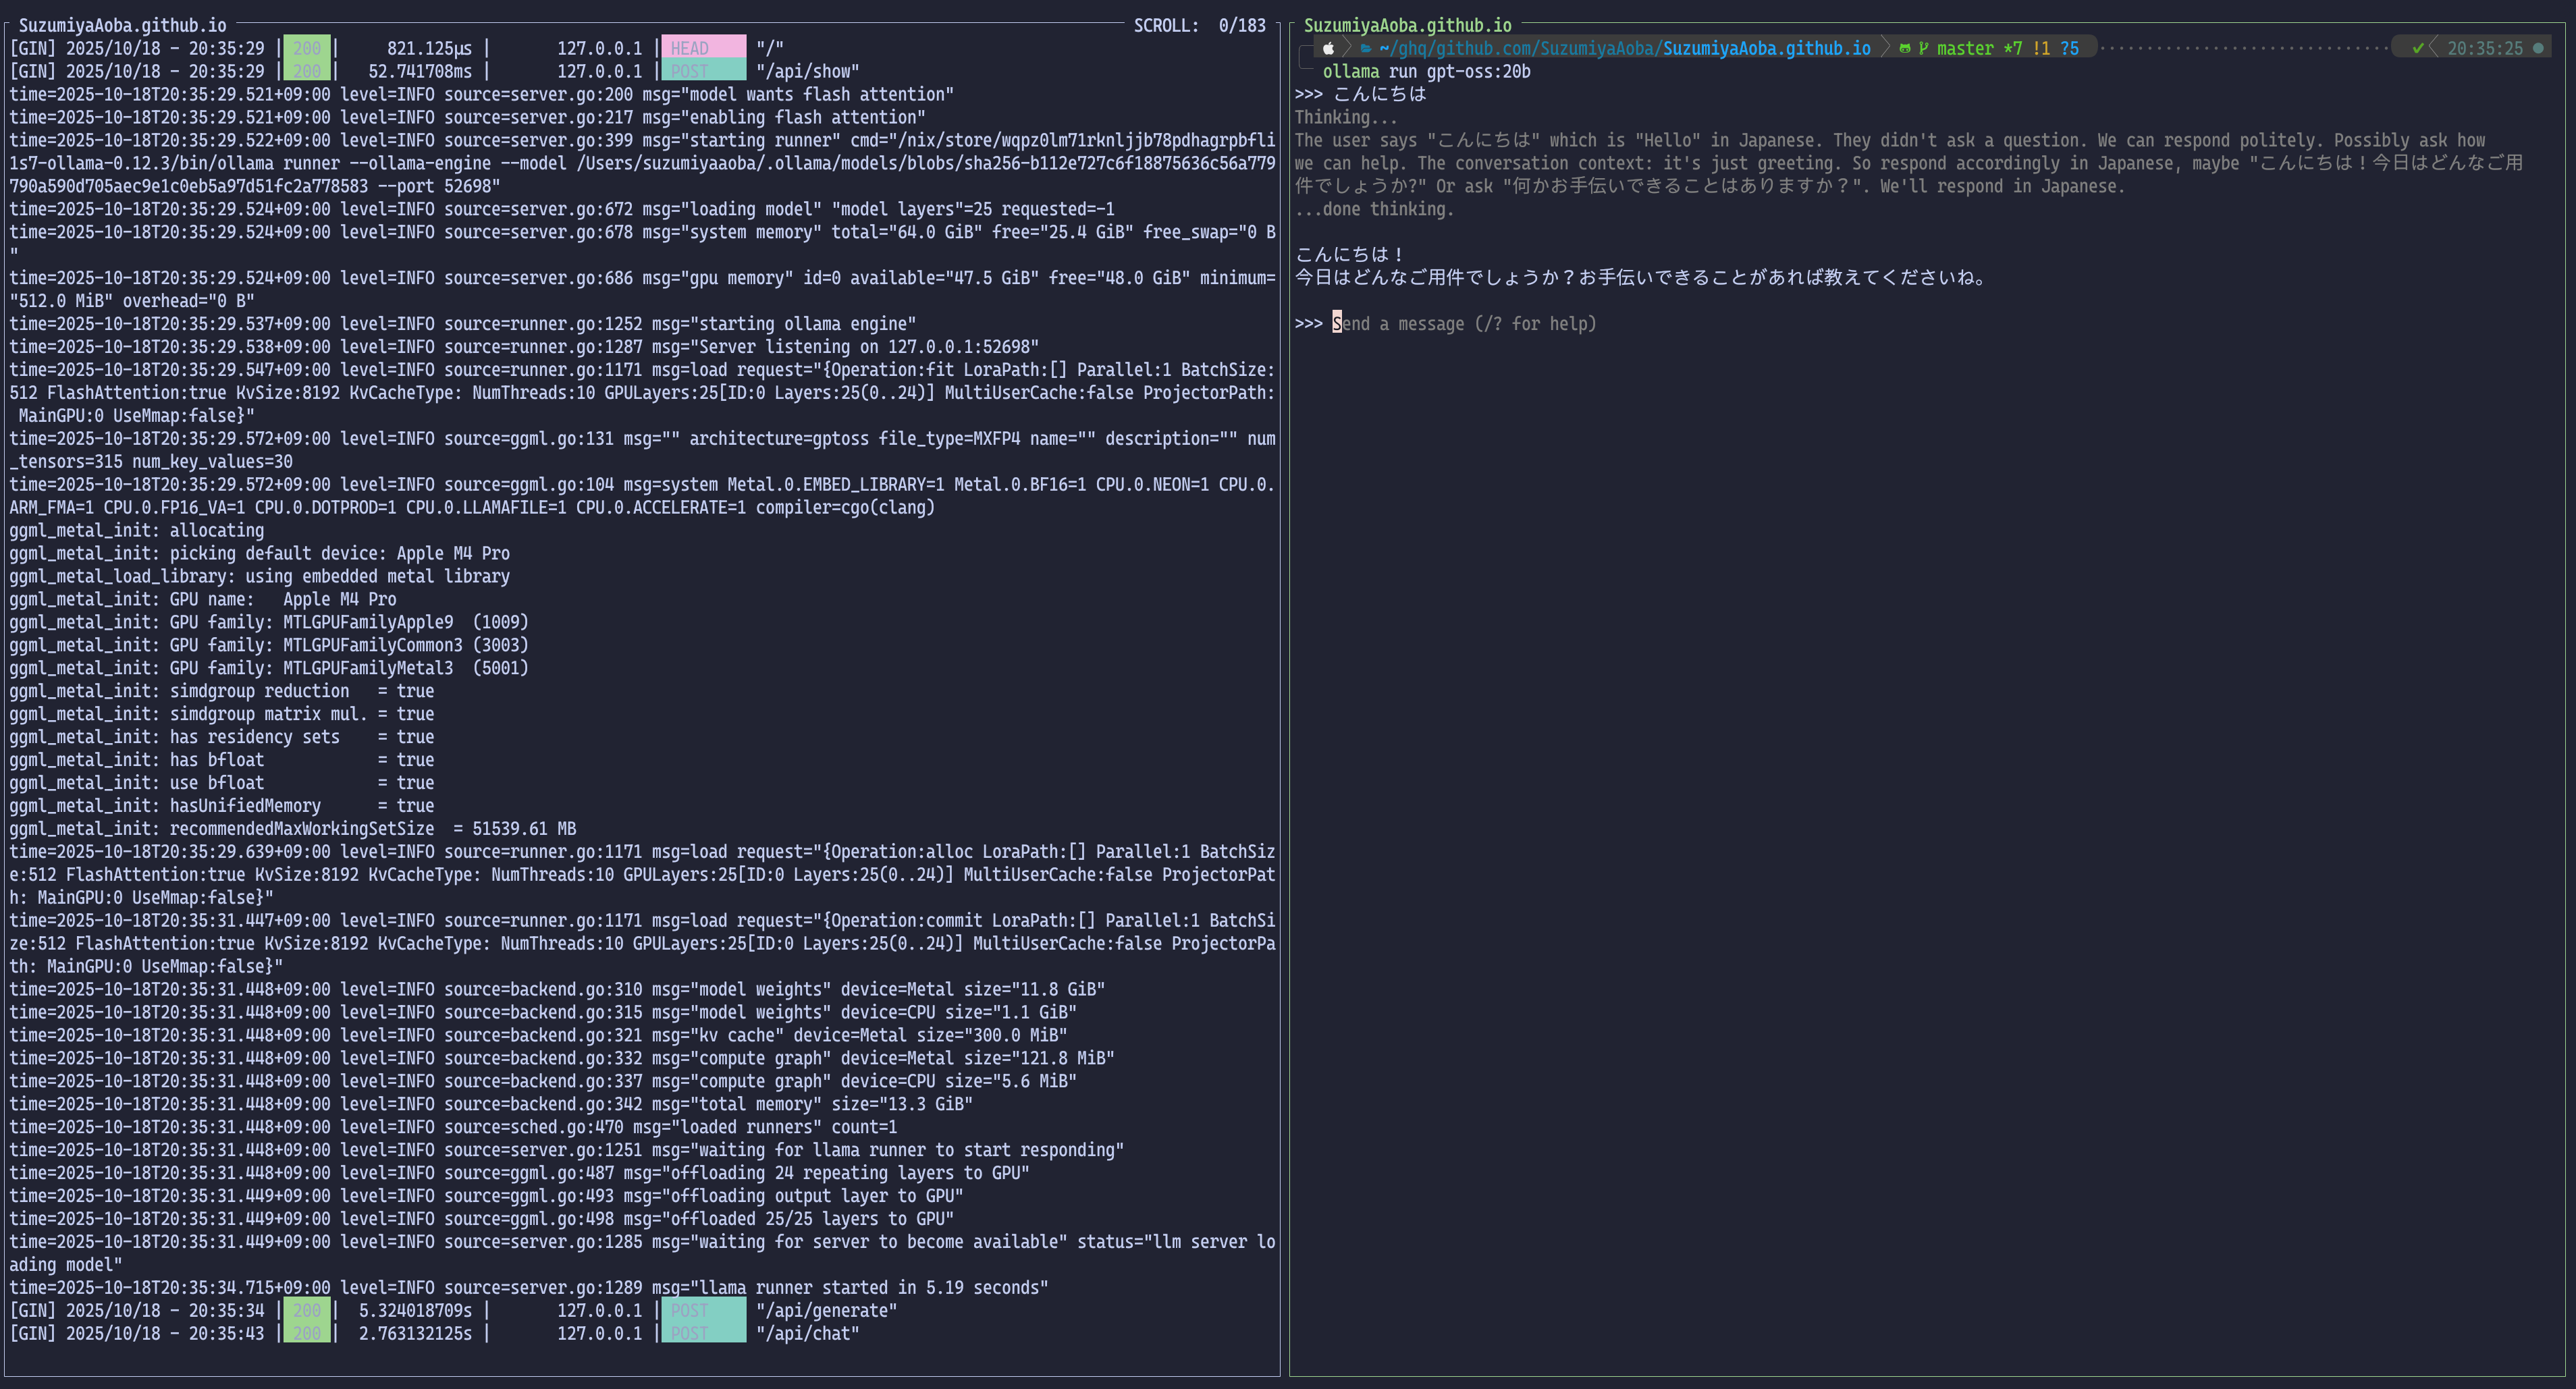 SuzumiyaAoba.github.io SCROLL: 0/183
[GIN] 2025/10/18 - 20:35:29 | 200 | 821.125µs | 127.0.0.1 | HEAD "/"
[GIN] 2025/10/18 - 20:35:29 | 200 | 52.741708ms | 127.0.0.1 | POST "/api/show"
time=2025-10-18T20:35:29.521+09:00 level=INFO source=server.go:200 msg="model wants flash attention"
time=2025-10-18T20:35:29.521+09:00 level=INFO source=server.go:217 msg="enabling flash attention"
time=2025-10-18T20:35:29.522+09:00 level=INFO source=server.go:399 msg="starting runner" cmd="/nix/store/wqpz0lm71rknljjb78pdhagrpbfli
1s7-ollama-0.12.3/bin/ollama runner --ollama-engine --model /Users/suzumiyaaoba/.ollama/models/blobs/sha256-b112e727c6f18875636c56a779
790a590d705aec9e1c0eb5a97d51fc2a778583 --port 52698"
time=2025-10-18T20:35:29.524+09:00 level=INFO source=server.go:672 msg="loading model" "model layers"=25 requested=-1
time=2025-10-18T20:35:29.524+09:00 level=INFO source=server.go:678 msg="system memory" total="64.0 GiB" free="25.4 GiB" free_swap="0 B
"
time=2025-10-18T20:35:29.524+09:00 level=INFO source=server.go:686 msg="gpu memory" id=0 available="47.5 GiB" free="48.0 GiB" minimum=
"512.0 MiB" overhead="0 B"
time=2025-10-18T20:35:29.537+09:00 level=INFO source=runner.go:1252 msg="starting ollama engine"
time=2025-10-18T20:35:29.538+09:00 level=INFO source=runner.go:1287 msg="Server listening on 127.0.0.1:52698"
time=2025-10-18T20:35:29.547+09:00 level=INFO source=runner.go:1171 msg=load request="{Operation:fit LoraPath:[] Parallel:1 BatchSize:
512 FlashAttention:true KvSize:8192 KvCacheType: NumThreads:10 GPULayers:25[ID:0 Layers:25(0..24)] MultiUserCache:false ProjectorPath:
MainGPU:0 UseMmap:false}"
time=2025-10-18T20:35:29.572+09:00 level=INFO source=ggml.go:131 msg="" architecture=gptoss file_type=MXFP4 name="" description="" num
_tensors=315 num_key_values=30
time=2025-10-18T20:35:29.572+09:00 level=INFO source=ggml.go:104 msg=system Metal.0.EMBED_LIBRARY=1 Metal.0.BF16=1 CPU.0.NEON=1 CPU.0.
ARM_FMA=1 CPU.0.FP16_VA=1 CPU.0.DOTPROD=1 CPU.0.LLAMAFILE=1 CPU.0.ACCELERATE=1 compiler=cgo(clang)
ggml_metal_init: allocating
ggml_metal_init: picking default device: Apple M4 Pro
ggml_metal_load_library: using embedded metal library
ggml_metal_init: GPU name:   Apple M4 Pro
ggml_metal_init: GPU family: MTLGPUFamilyApple9  (1009)
ggml_metal_init: GPU family: MTLGPUFamilyCommon3 (3003)
ggml_metal_init: GPU family: MTLGPUFamilyMetal3  (5001)
ggml_metal_init: simdgroup reduction   = true
ggml_metal_init: simdgroup matrix mul. = true
ggml_metal_init: has residency sets    = true
ggml_metal_init: has bfloat            = true
ggml_metal_init: use bfloat            = true
ggml_metal_init: hasUnifiedMemory      = true
ggml_metal_init: recommendedMaxWorkingSetSize  = 51539.61 MB
time=2025-10-18T20:35:29.639+09:00 level=INFO source=runner.go:1171 msg=load request="{Operation:alloc LoraPath:[] Parallel:1 BatchSiz
e:512 FlashAttention:true KvSize:8192 KvCacheType: NumThreads:10 GPULayers:25[ID:0 Layers:25(0..24)] MultiUserCache:false ProjectorPat
h: MainGPU:0 UseMmap:false}"
time=2025-10-18T20:35:31.447+09:00 level=INFO source=runner.go:1171 msg=load request="{Operation:commit LoraPath:[] Parallel:1 BatchSi
ze:512 FlashAttention:true KvSize:8192 KvCacheType: NumThreads:10 GPULayers:25[ID:0 Layers:25(0..24)] MultiUserCache:false ProjectorPa
th: MainGPU:0 UseMmap:false}"
time=2025-10-18T20:35:31.448+09:00 level=INFO source=backend.go:310 msg="model weights" device=Metal size="11.8 GiB"
time=2025-10-18T20:35:31.448+09:00 level=INFO source=backend.go:315 msg="model weights" device=CPU size="1.1 GiB"
time=2025-10-18T20:35:31.448+09:00 level=INFO source=backend.go:321 msg="kv cache" device=Metal size="300.0 MiB"
time=2025-10-18T20:35:31.448+09:00 level=INFO source=backend.go:332 msg="compute graph" device=Metal size="121.8 MiB"
time=2025-10-18T20:35:31.448+09:00 level=INFO source=backend.go:337 msg="compute graph" device=CPU size="5.6 MiB"
time=2025-10-18T20:35:31.448+09:00 level=INFO source=backend.go:342 msg="total memory" size="13.3 GiB"
time=2025-10-18T20:35:31.448+09:00 level=INFO source=sched.go:470 msg="loaded runners" count=1
time=2025-10-18T20:35:31.448+09:00 level=INFO source=server.go:1251 msg="waiting for llama runner to start responding"
time=2025-10-18T20:35:31.448+09:00 level=INFO source=ggml.go:487 msg="offloading 24 repeating layers to GPU"
time=2025-10-18T20:35:31.449+09:00 level=INFO source=ggml.go:493 msg="offloading output layer to GPU"
time=2025-10-18T20:35:31.449+09:00 level=INFO source=ggml.go:498 msg="offloaded 25/25 layers to GPU"
time=2025-10-18T20:35:31.449+09:00 level=INFO source=server.go:1285 msg="waiting for server to become available" status="llm server lo
ading model"
time=2025-10-18T20:35:34.715+09:00 level=INFO source=server.go:1289 msg="llama runner started in 5.19 seconds"
[GIN] 2025/10/18 - 20:35:34 | 200 | 5.324018709s | 127.0.0.1 | POST "/api/generate"
[GIN] 2025/10/18 - 20:35:43 | 200 | 2.763132125s | 127.0.0.1 | POST "/api/chat"
SuzumiyaAoba.github.io
~/ghq/github.com/SuzumiyaAoba/SuzumiyaAoba.github.io master *7 !1 ?5 ✔ 20:35:25
ollama run gpt-oss:20b
>>> こんにちは
Thinking...
The user says "こんにちは" which is "Hello" in Japanese. They didn't ask a question. We can respond politely. Possibly ask how
we can help. The conversation context: it's just greeting. So respond accordingly in Japanese, maybe "こんにちは！今日はどんなご用
件でしょうか?" Or ask "何かお手伝いできることはありますか？". We'll respond in Japanese.
...done thinking.
こんにちは！
今日はどんなご用件でしょうか？お手伝いできることがあれば教えてくださいね。
>>> Send a message (/? for help)